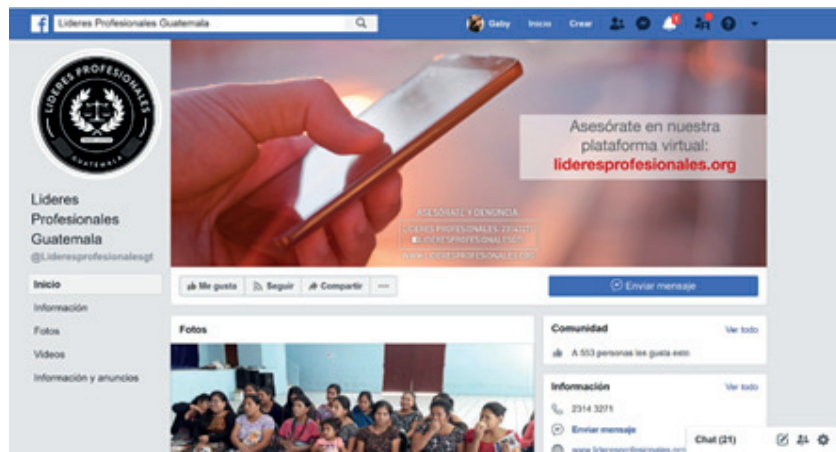 Lideres Profesionales Guatemala
Gaby
Inicio
Crear
LIDERES PROFESIONALES
GUATEMALA
Asesórate en nuestra
plataforma virtual:
lideresprofesionales.org
ASESÓRATE Y DENUNCIA
Lideres
Profesionales
Guatemala
@Lideresprofesionalesgt
Inicio
Información
Fotos
Videos
Información y anuncios
Me gusta
Seguir
Compartir
Enviar mensaje
Fotos
Comunidad
Ver todo
A 553 personas les gusta esto
Información
Ver todo
2314 3271
Enviar mensaje
Chat (21)